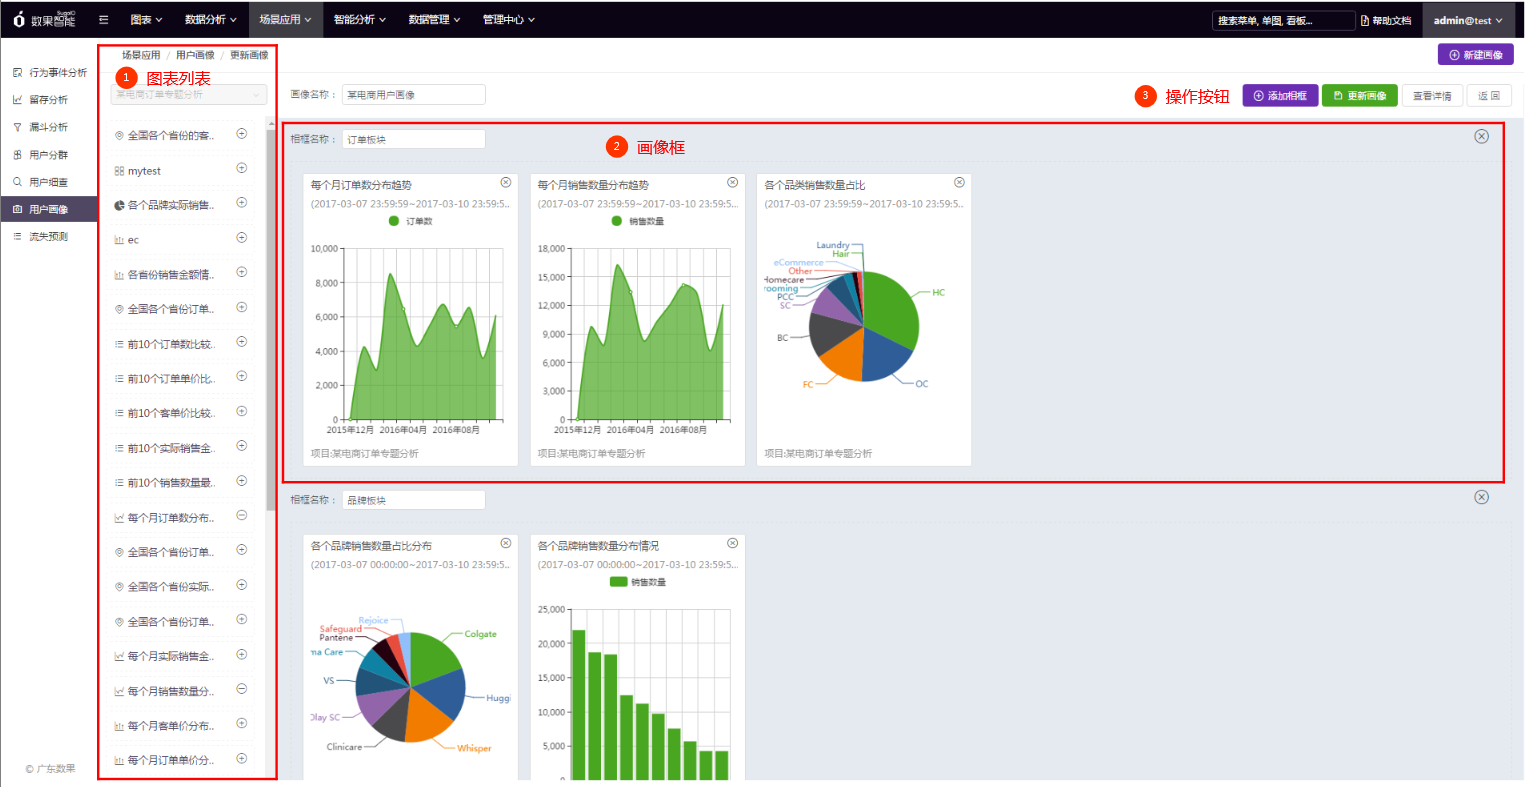 数果智能 SugoIO
图表
数据分析
场景应用
智能分析
数据管理
管理中心
搜索菜单, 单图, 看板...
帮助文档
admin@test
场景应用 / 用户画像 / 更新画像
新建画像
行为事件分析
留存分析
漏斗分析
用户分群
用户细查
用户画像
流失预测
© 广东数果
1 图表列表
某电商订单专题分析
全国各个省份的客..
mytest
各个品牌实际销售..
ec
各省份销售金额情..
全国各个省份订单..
前10个订单数比较..
前10个订单单价比..
前10个客单价比较..
前10个实际销售金..
前10个销售数量最..
每个月订单数分布..
全国各个省份订单..
全国各个省份实际..
全国各个省份订单..
每个月实际销售金..
每个月销售数量分..
每个月客单价分布..
每个月订单单价分..
画像名称：
某电商用户画像
3 操作按钮
添加相框
更新画像
查看详情
返 回
相框名称：
订单板块
2 画像框
每个月订单数分布趋势
(2017-03-07 23:59:59~2017-03-10 23:59:5...
订单数
10,000
8,000
6,000
4,000
2,000
0
2015年12月 2016年04月 2016年08月
项目:某电商订单专题分析
每个月销售数量分布趋势
(2017-03-07 23:59:59~2017-03-10 23:59:5...
销售数量
18,000
15,000
12,000
9,000
6,000
3,000
0
2015年12月 2016年04月 2016年08月
项目:某电商订单专题分析
各个品类销售数量占比
(2017-03-07 23:59:59~2017-03-10 23:59:5...
Laundry
Hair
eCommerce
Other
Homecare
rooming
PCC
SC
BC
FC
OC
HC
项目:某电商订单专题分析
相框名称：
品牌板块
各个品牌销售数量占比分布
(2017-03-07 00:00:00~2017-03-10 23:59:5...
Rejoice
Safeguard
Pantene
ma Care
VS
Olay SC
Clinicare
Whisper
Huggi
Colgate
各个品牌销售数量分布情况
(2017-03-07 00:00:00~2017-03-10 23:59:5...
销售数量
25,000
20,000
15,000
10,000
5,000
0